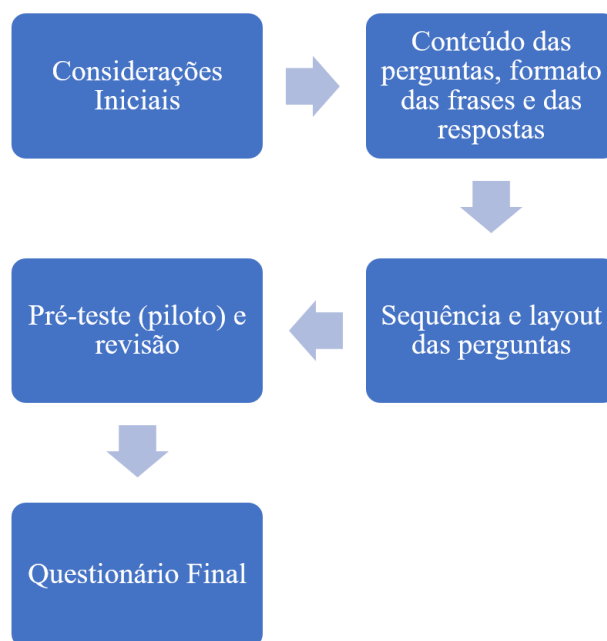 Considerações
Iniciais
Conteúdo das
perguntas, formato
das frases e das
respostas
Sequência e layout
das perguntas
Pré-teste (piloto) e
revisão
Questionário Final